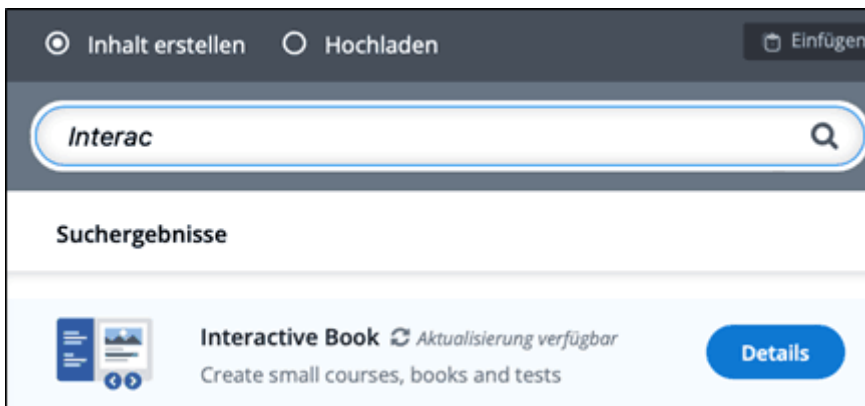 Inhalt erstellen Hochladen Einfügen
Interac
Suchergebnisse
Interactive Book Aktualisierung verfügbar
Create small courses, books and tests
Details